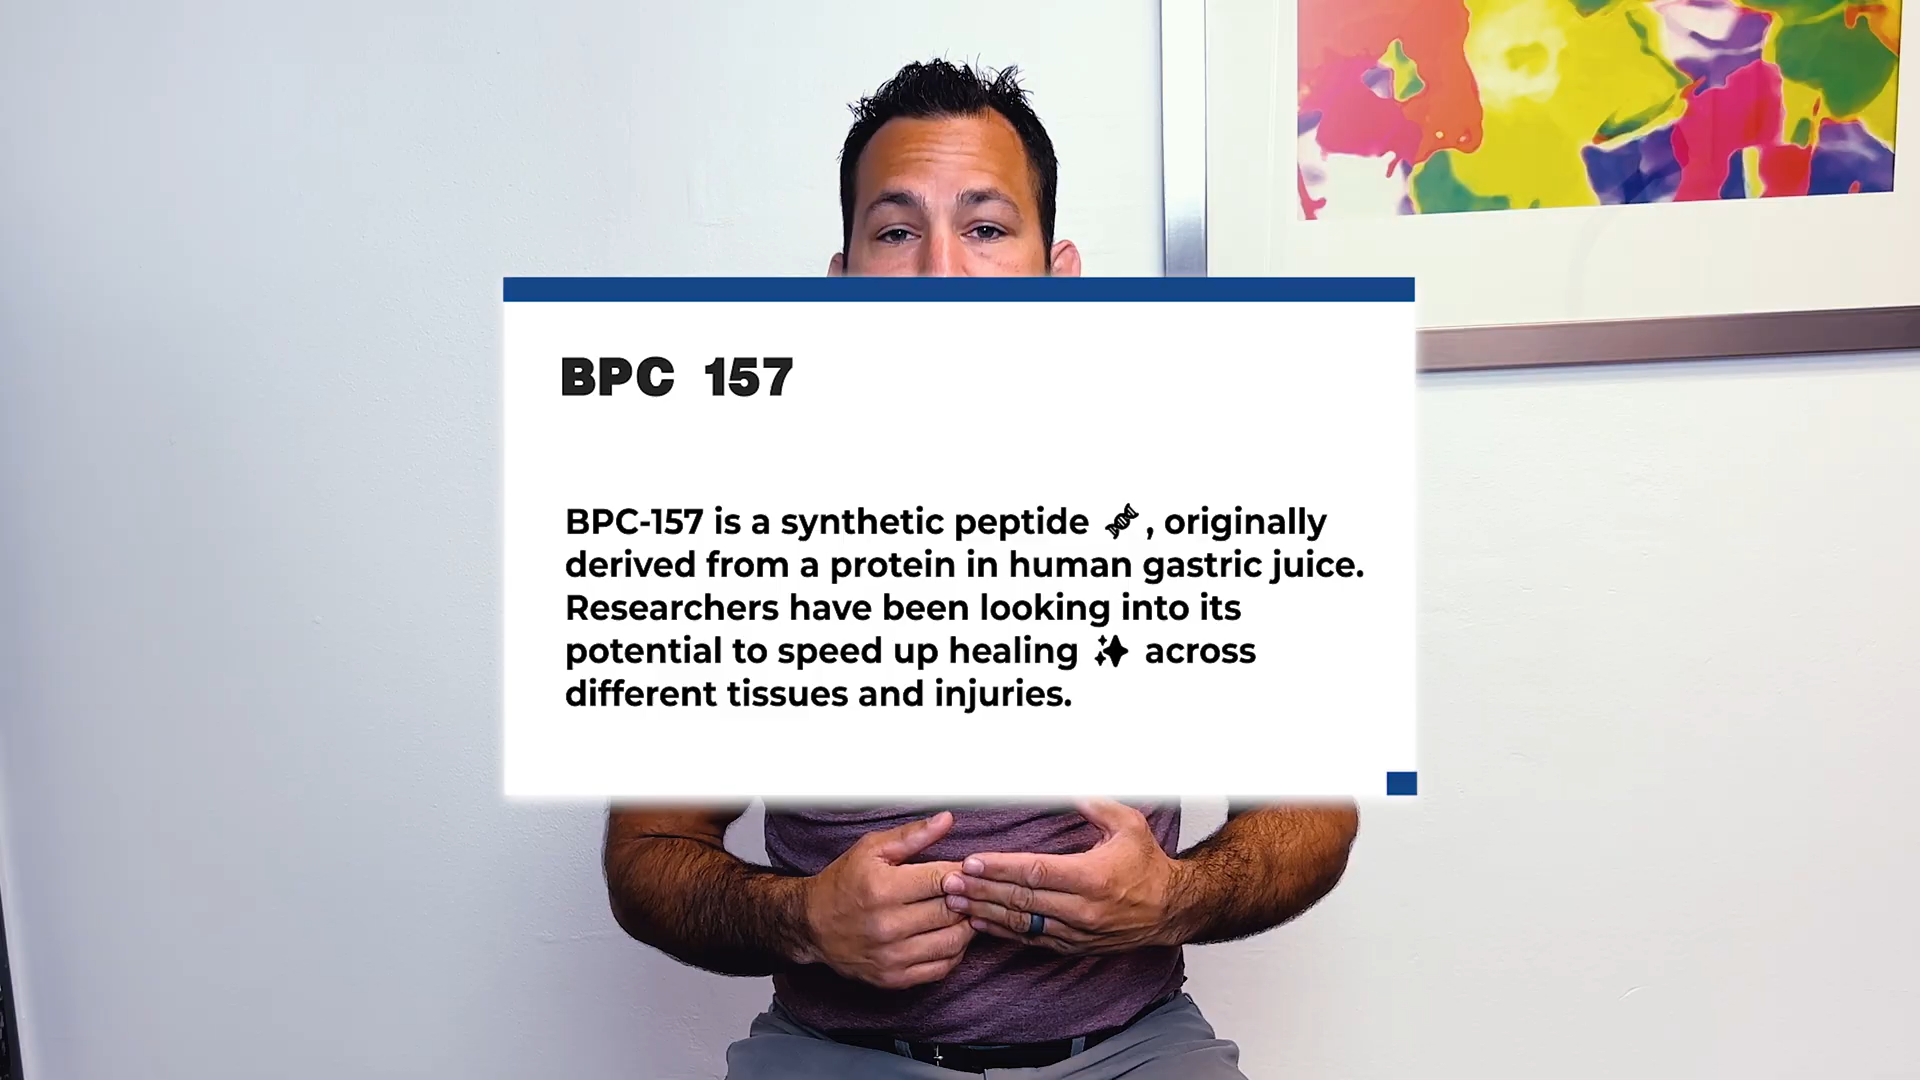 BPC 157
BPC-157 is a synthetic peptide 🧬, originally
derived from a protein in human gastric juice.
Researchers have been looking into its
potential to speed up healing ✨ across
different tissues and injuries.